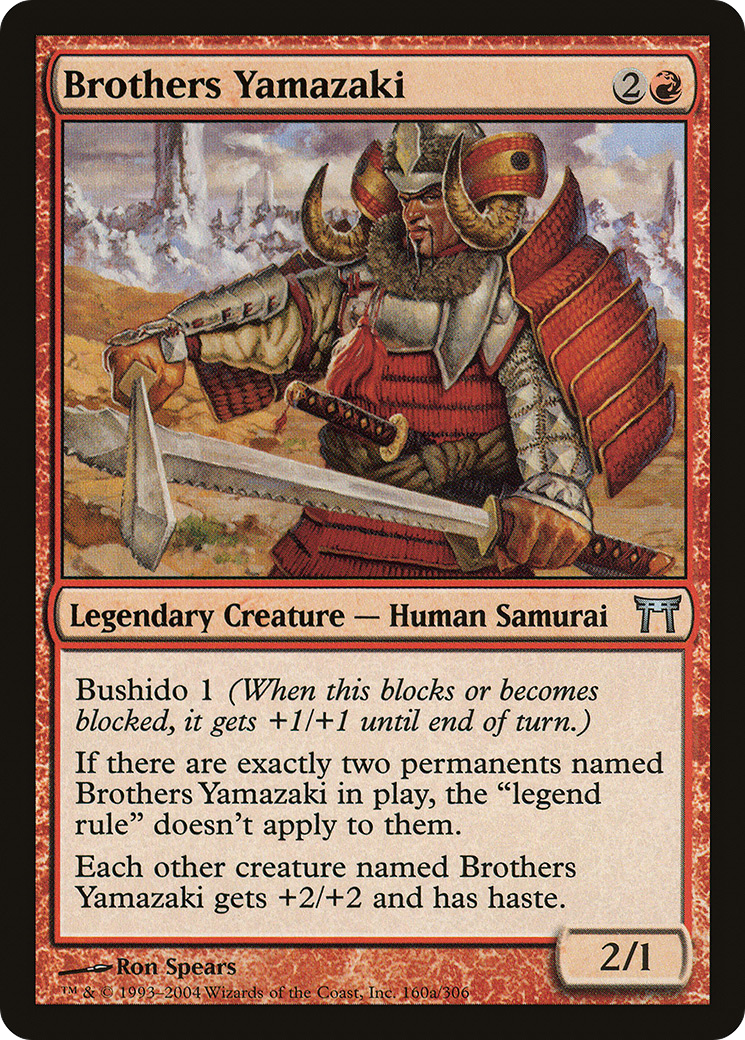 Brothers Yamazaki 2
Legendary Creature — Human Samurai
Bushido 1 (When this blocks or becomes
blocked, it gets +1/+1 until end of turn.)
If there are exactly two permanents named
Brothers Yamazaki in play, the “legend
rule” doesn’t apply to them.
Each other creature named Brothers
Yamazaki gets +2/+2 and has haste.
2/1
Ron Spears
™ & © 1993–2004 Wizards of the Coast, Inc. 160a/306